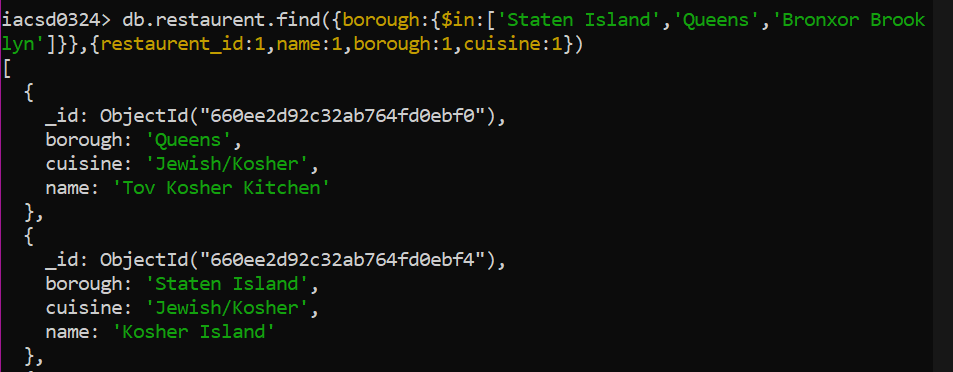 iacsd0324> db.restaurent.find({borough:{$in:['Staten Island','Queens','Bronxor Brook
lyn']}},{restaurent_id:1,name:1,borough:1,cuisine:1})
[
  {
    _id: ObjectId("660ee2d92c32ab764fd0ebf0"),
    borough: 'Queens',
    cuisine: 'Jewish/Kosher',
    name: 'Tov Kosher Kitchen'
  },
  {
    _id: ObjectId("660ee2d92c32ab764fd0ebf4"),
    borough: 'Staten Island',
    cuisine: 'Jewish/Kosher',
    name: 'Kosher Island'
  },